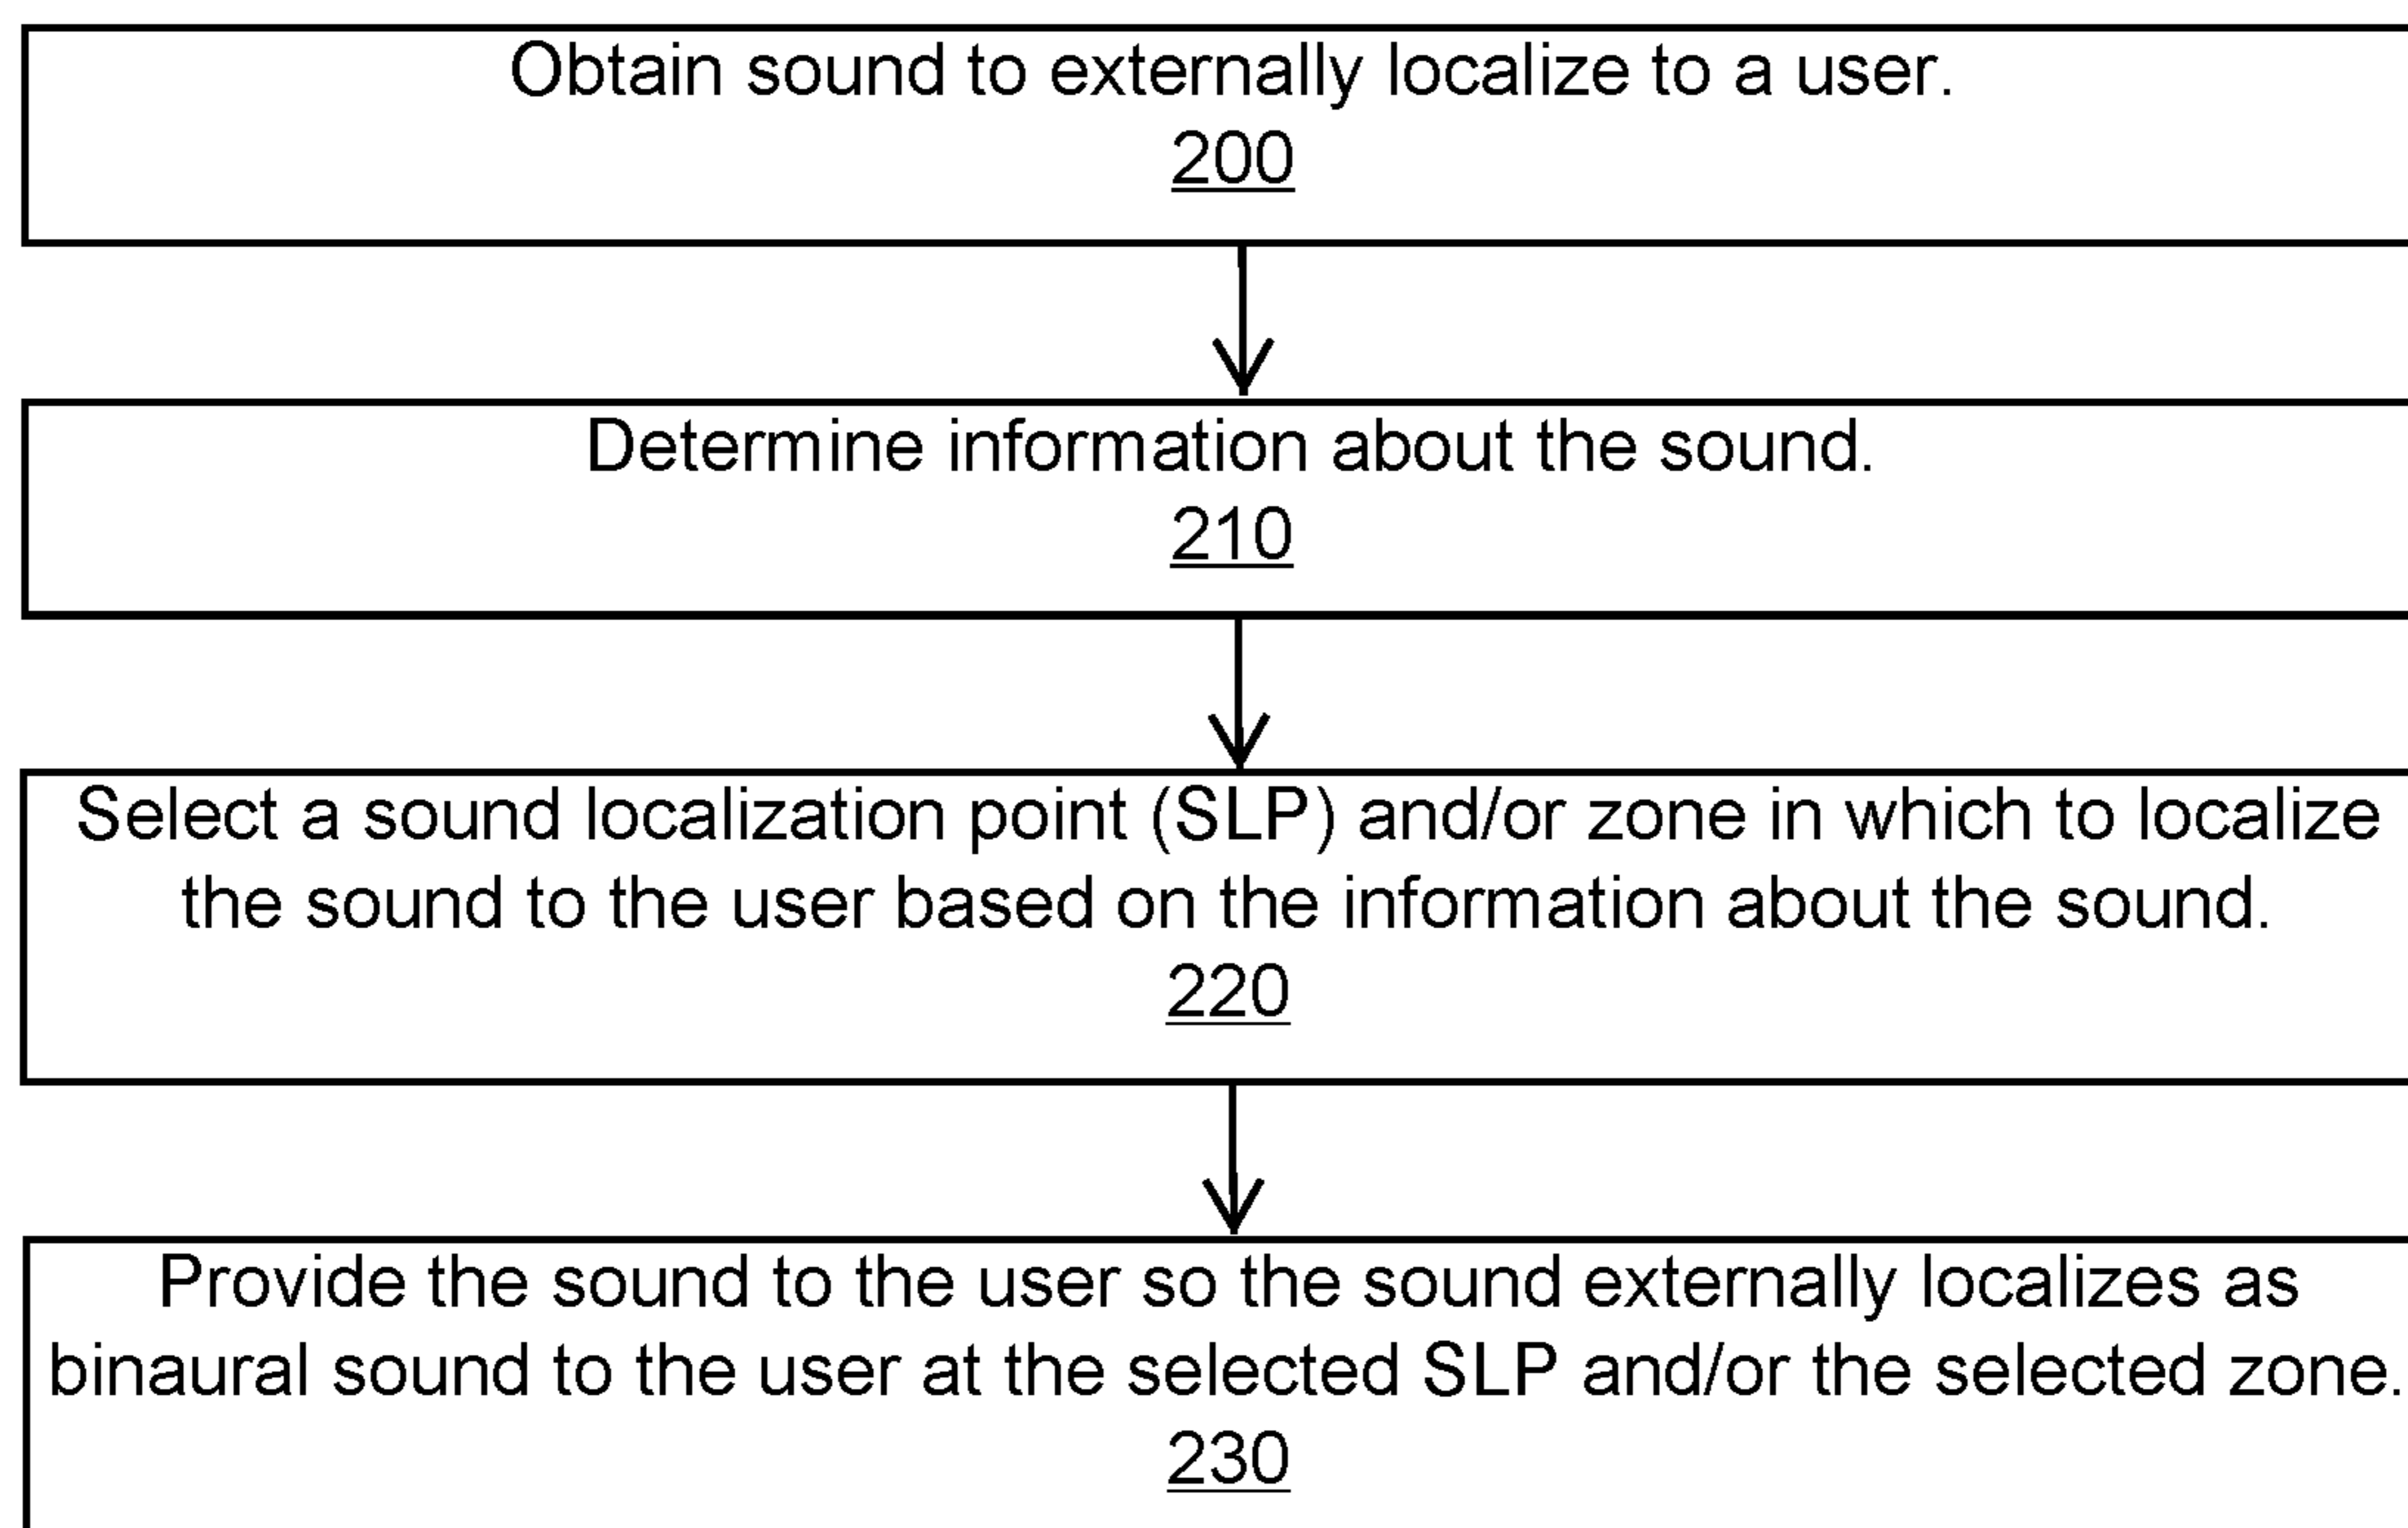 Obtain sound to externally localize to a user.
200
Determine information about the sound.
210
Select a sound localization point (SLP) and/or zone in which to localize
the sound to the user based on the information about the sound.
220
Provide the sound to the user so the sound externally localizes as
binaural sound to the user at the selected SLP and/or the selected zone.
230